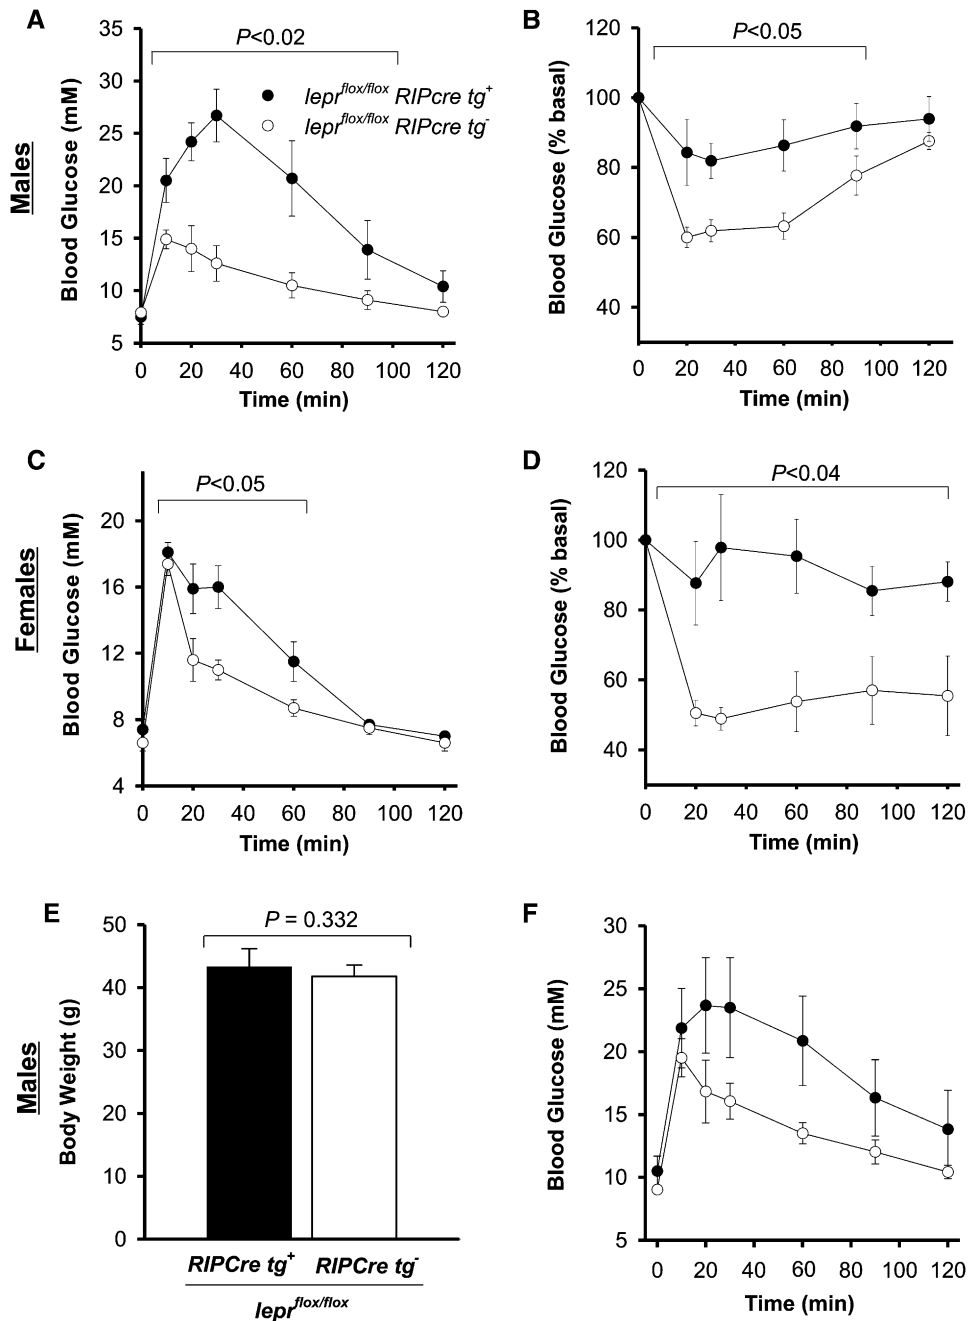 A
Males
Blood Glucose (mM)
35
30
25
20
15
10
5
P<0.02
lepr^flox/flox RIPcre tg^+
lepr^flox/flox RIPcre tg^-
0 20 40 60 80 100 120
Time (min)
B
Blood Glucose (% basal)
120
100
80
60
40
P<0.05
0 20 40 60 80 100 120
Time (min)
C
Females
Blood Glucose (mM)
20
16
12
8
4
P<0.05
0 20 40 60 80 100 120
Time (min)
D
Blood Glucose (% basal)
120
100
80
60
40
P<0.04
0 20 40 60 80 100 120
Time (min)
E
Males
Body Weight (g)
50
40
30
20
10
0
P = 0.332
RIPCre tg^+ RIPCre tg^-
lepr^flox/flox
F
Blood Glucose (mM)
30
25
20
15
10
5
0 20 40 60 80 100 120
Time (min)